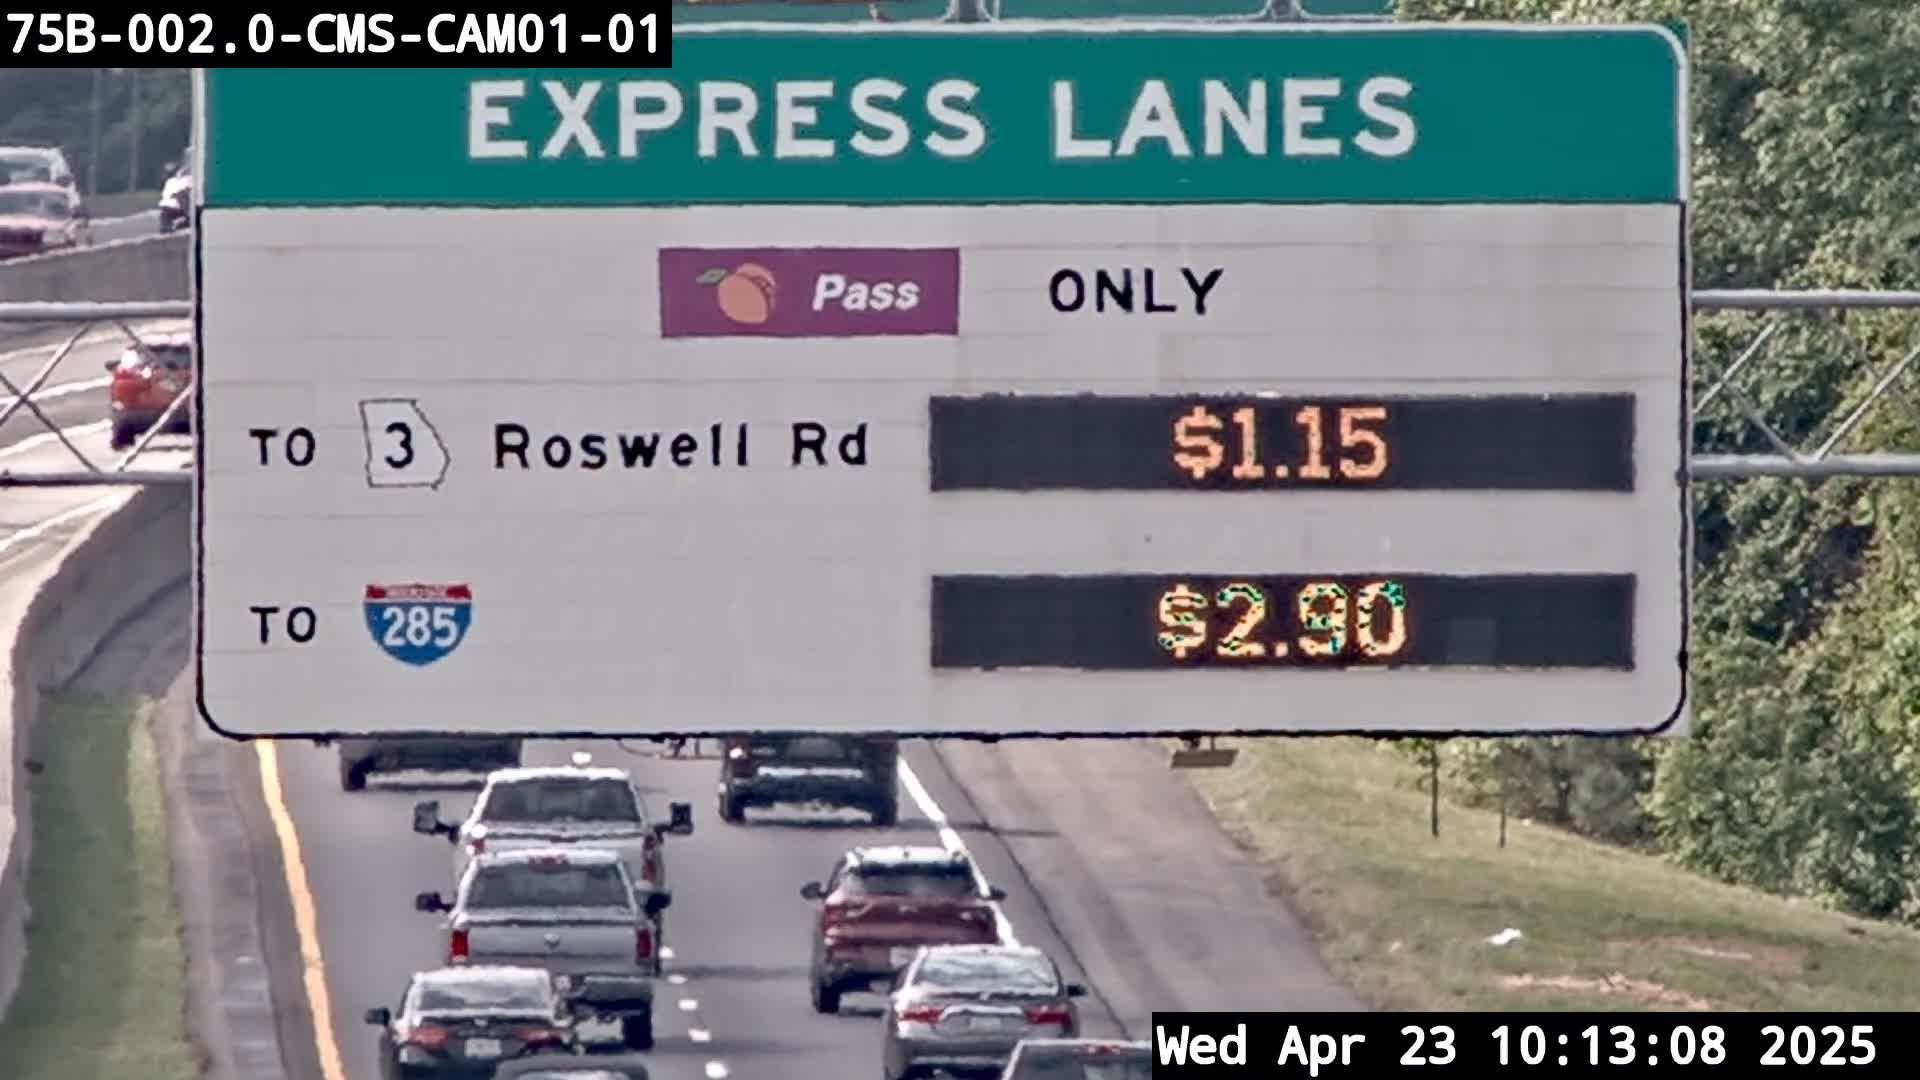 75B-002.0-CMS-CAM01-01
EXPRESS LANES
Pass ONLY
TO 3 Roswell Rd $1.15
TO 285 $2.90
Wed Apr 23 10:13:08 2025